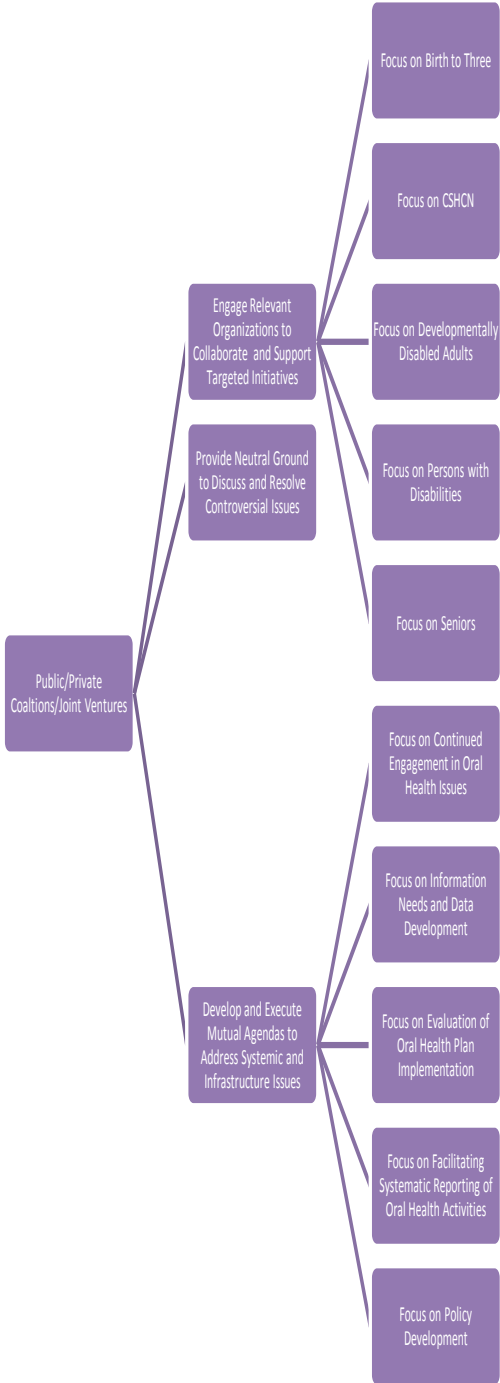 Focus on Birth to Three
Focus on CSHCN
Engage Relevant
Organizations to
Collaborate and Support
Targeted Initiatives
Focus on Developmentally
Disabled Adults
Provide Neutral Ground
to Discuss and Resolve
Controversial Issues
Focus on Persons with
Disabilities
Focus on Seniors
Public/Private
Coaltions/Joint Ventures
Focus on Continued
Engagement in Oral
Health Issues
Focus on Information
Needs and Data
Development
Develop and Execute
Mutual Agendas to
Address Systemic and
Infrastructure Issues
Focus on Evaluation of
Oral Health Plan
Implementation
Focus on Facilitating
Systematic Reporting of
Oral Health Activities
Focus on Policy
Development